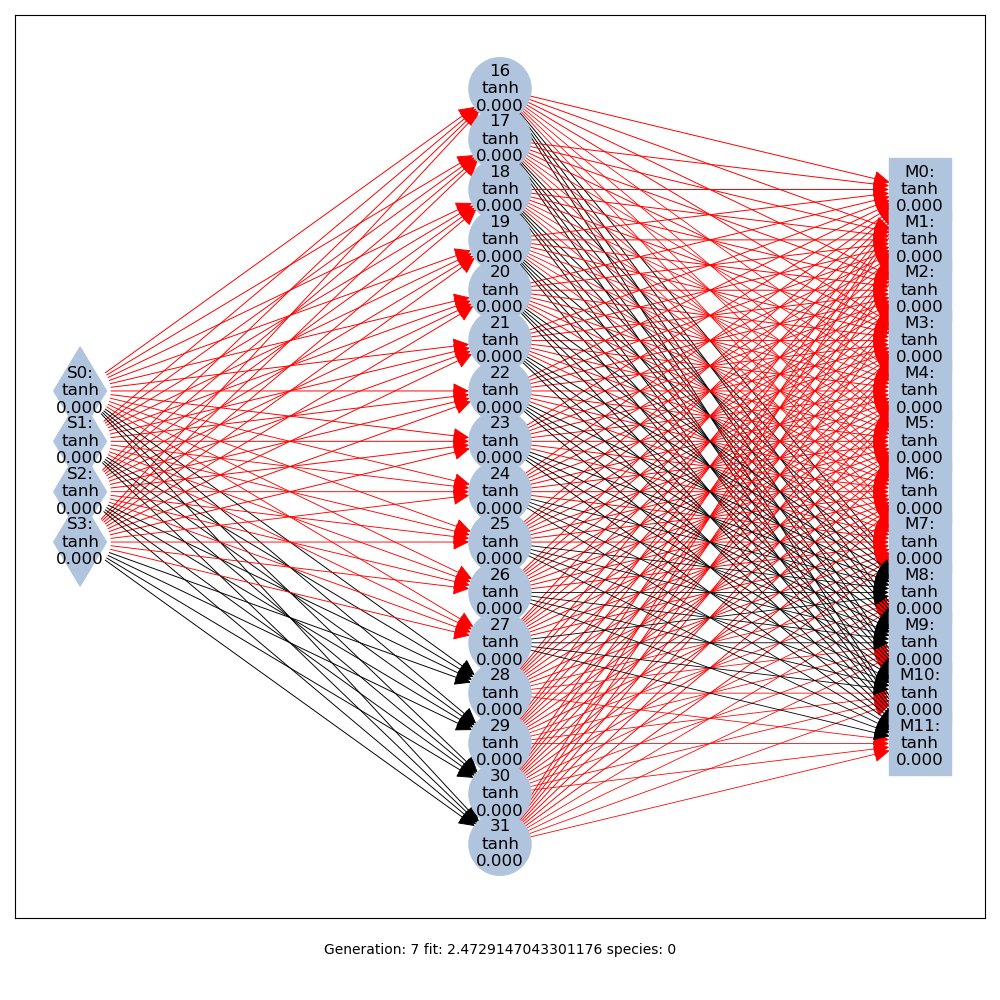 S0:
tanh
0.000
S1:
tanh
0.000
S2:
tanh
0.000
S3:
tanh
0.000
16
tanh
0.000
17
tanh
0.000
18
tanh
0.000
19
tanh
0.000
20
tanh
0.000
21
tanh
0.000
22
tanh
0.000
23
tanh
0.000
24
tanh
0.000
25
tanh
0.000
26
tanh
0.000
27
tanh
0.000
28
tanh
0.000
29
tanh
0.000
30
tanh
0.000
31
tanh
0.000
M0:
tanh
0.000
M1:
tanh
0.000
M2:
tanh
0.000
M3:
tanh
0.000
M4:
tanh
0.000
M5:
tanh
0.000
M6:
tanh
0.000
M7:
tanh
0.000
M8:
tanh
0.000
M9:
tanh
0.000
M10:
tanh
0.000
M11:
tanh
0.000
Generation: 7 fit: 2.4729147043301176 species: 0